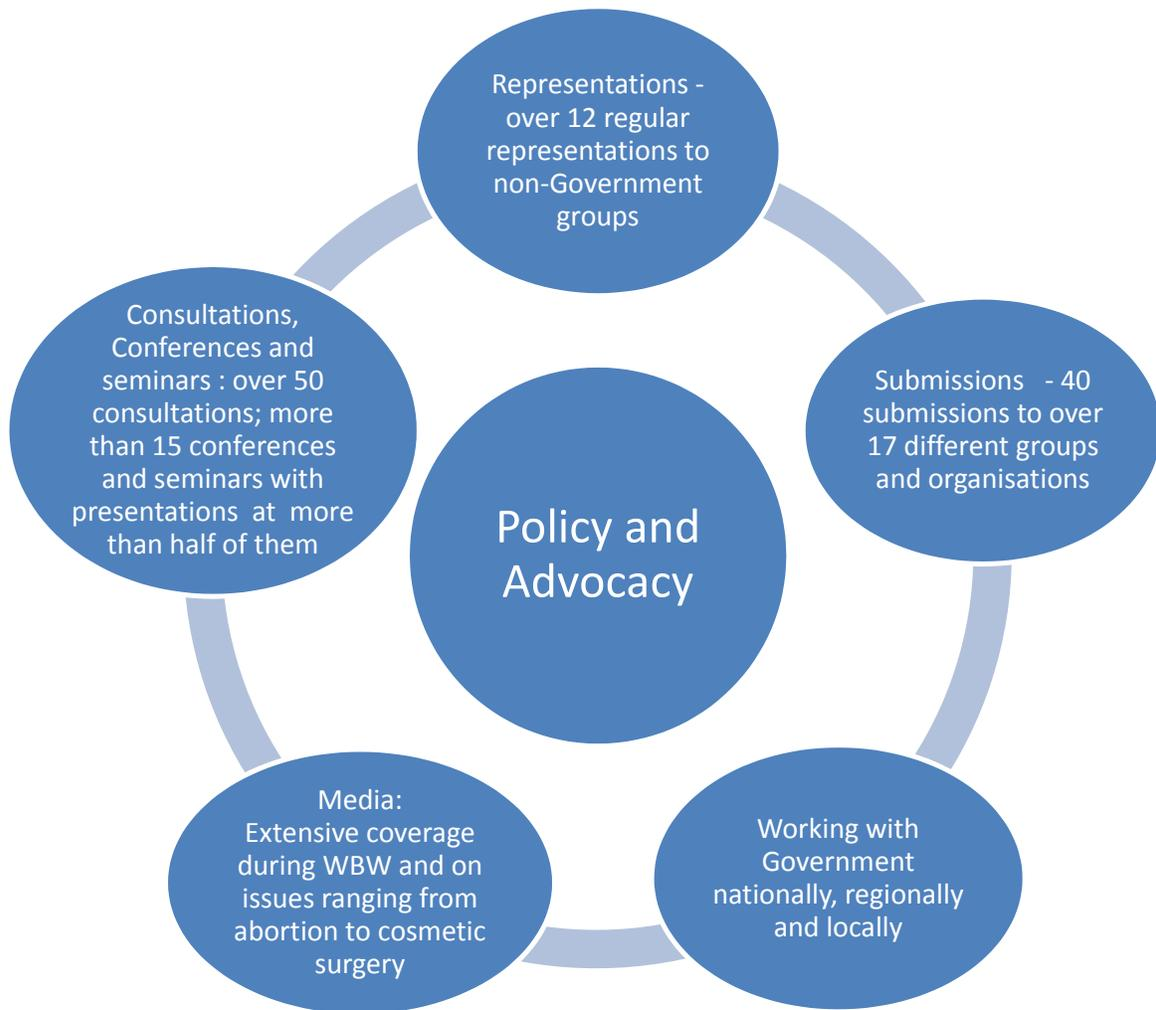 Representations -
over 12 regular
representations to
non-Government
groups
Submissions - 40
submissions to over
17 different groups
and organisations
Working with
Government
nationally, regionally
and locally
Media:
Extensive coverage
during WBW and on
issues ranging from
abortion to cosmetic
surgery
Consultations,
Conferences and
seminars : over 50
consultations; more
than 15 conferences
and seminars with
presentations at more
than half of them
Policy and
Advocacy